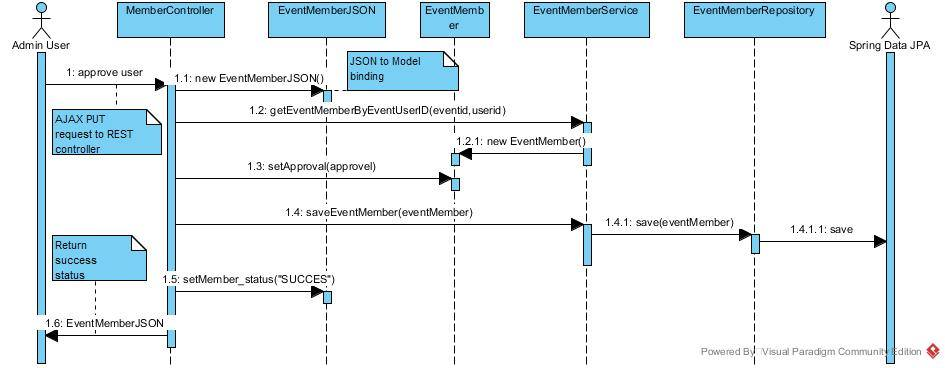 MemberController
EventMemberJSON
EventMemb
er
EventMemberService
EventMemberRepository
Admin User
Spring Data JPA
JSON to Model
binding
1: approve user
1.1: new EventMemberJSON()
1.2: getEventMemberByEventUserID(eventid,userid)
AJAX PUT
request to REST
controller
1.2.1: new EventMember()
1.3: setApproval(approvel)
1.4: saveEventMember(eventMember)
1.4.1: save(eventMember)
1.4.1.1: save
Return
success
status
1.5: setMember_status("SUCCES")
1.6: EventMemberJSON
Powered By Visual Paradigm Community Edition